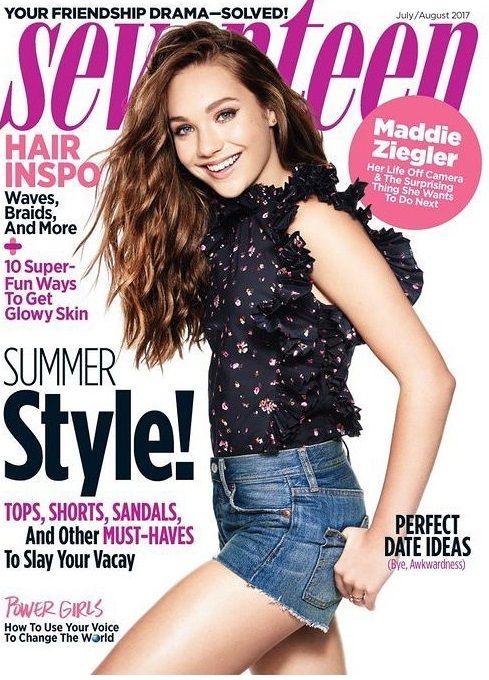 YOUR FRIENDSHIP DRAMA—SOLVED!
July/August 2017
seventeen
HAIR
INSPO
Waves,
Braids,
And More
+
10 Super-
Fun Ways
To Get
Glowy Skin
Maddie
Ziegler
Her Life Off Camera
& The Surprising
Thing She Wants
To Do Next
SUMMER
Style!
TOPS, SHORTS, SANDALS,
And Other MUST-HAVES
To Slay Your Vacay
PERFECT
DATE IDEAS
(Bye, Awkwardness)
POWER GIRLS
How To Use Your Voice
To Change The World